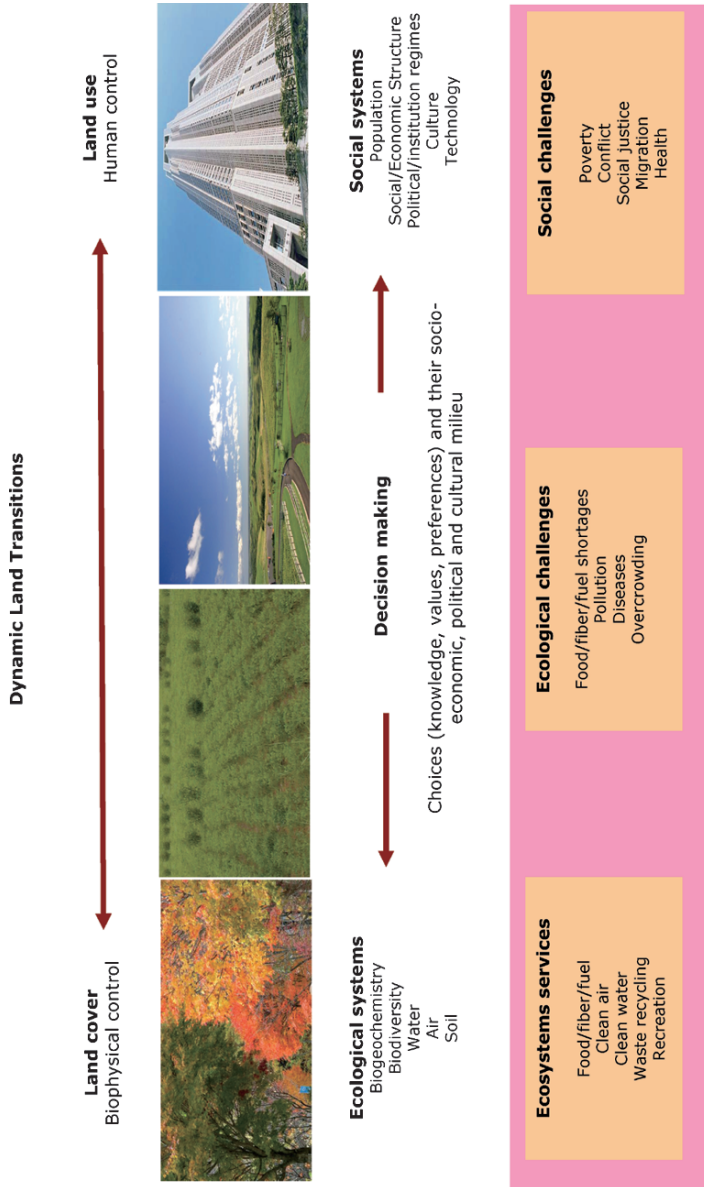 Dynamic Land Transitions
Land cover
Biophysical control
Land use
Human control
Ecological systems
Biogeochemistry
Biodiversity
Water
Air
Soil
Decision making
Choices (knowledge, values, preferences) and their socio-
economic, political and cultural milieu
Social systems
Population
Social/Economic Structure
Political/institution regimes
Culture
Technology
Ecosystems services
Food/fiber/fuel
Clean air
Clean water
Waste recycling
Recreation
Ecological challenges
Food/fiber/fuel shortages
Pollution
Diseases
Overcrowding
Social challenges
Poverty
Conflict
Social justice
Migration
Health